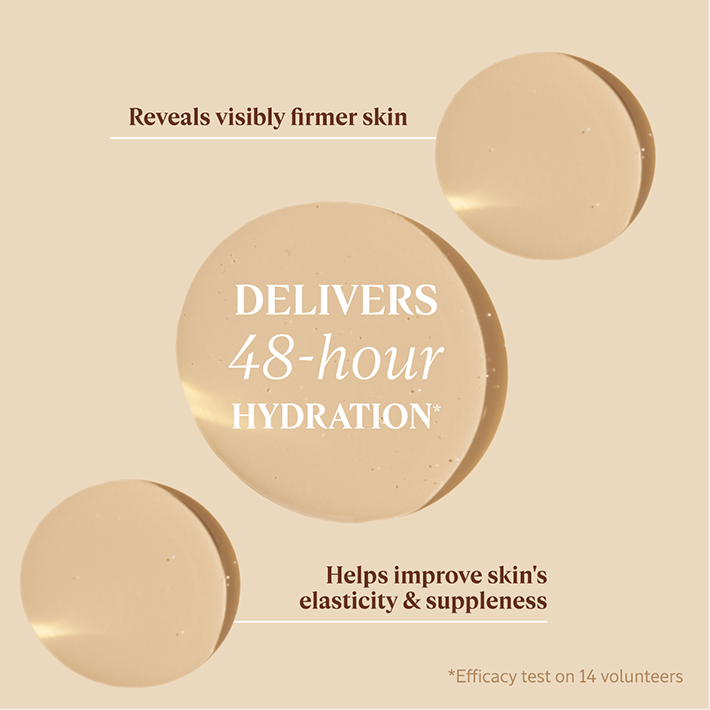 Reveals visibly firmer skin
DELIVERS
48-hour
HYDRATION*
Helps improve skin's
elasticity & suppleness
*Efficacy test on 14 volunteers